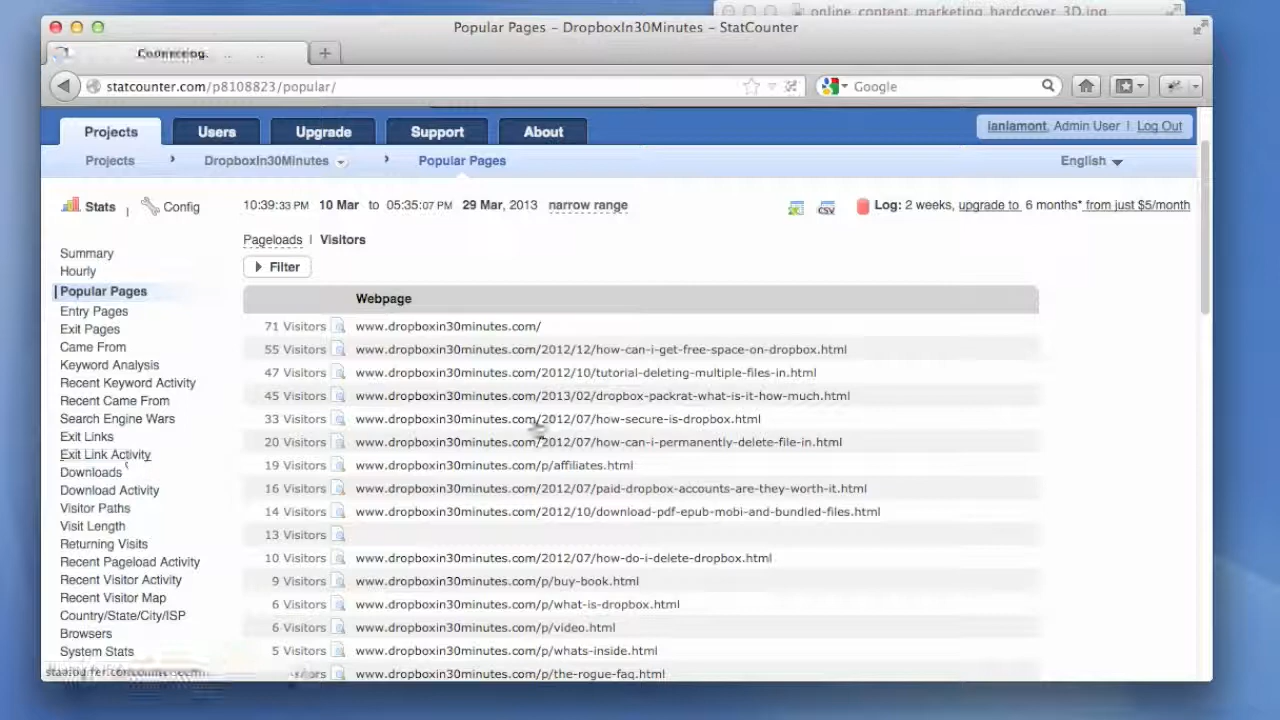 online_content_marketing_hardcover_3D.jpg
Popular Pages – DropboxIn30Minutes – StatCounter
Connecting...
statcounter.com/p8108823/popular/
Google
Projects Users Upgrade Support About
ianlamont, Admin User | Log Out
Projects DropboxIn30Minutes Popular Pages English
Stats | Config
10:39:33 PM 10 Mar to 05:35:07 PM 29 Mar, 2013 narrow range
Log: 2 weeks, upgrade to 6 months* from just $5/month
Pageloads | Visitors
Filter
Summary
Hourly
Popular Pages
Entry Pages
Exit Pages
Came From
Keyword Analysis
Recent Keyword Activity
Recent Came From
Search Engine Wars
Exit Links
Exit Link Activity
Downloads
Download Activity
Visitor Paths
Visit Length
Returning Visits
Recent Pageload Activity
Recent Visitor Activity
Recent Visitor Map
Country/State/City/ISP
Browsers
System Stats
Webpage
71 Visitors www.dropboxin30minutes.com/
55 Visitors www.dropboxin30minutes.com/2012/12/how-can-i-get-free-space-on-dropbox.html
47 Visitors www.dropboxin30minutes.com/2012/10/tutorial-deleting-multiple-files-in.html
45 Visitors www.dropboxin30minutes.com/2013/02/dropbox-packrat-what-is-it-how-much.html
33 Visitors www.dropboxin30minutes.com/2012/07/how-secure-is-dropbox.html
20 Visitors www.dropboxin30minutes.com/2012/07/how-can-i-permanently-delete-file-in.html
19 Visitors www.dropboxin30minutes.com/p/affiliates.html
16 Visitors www.dropboxin30minutes.com/2012/07/paid-dropbox-accounts-are-they-worth-it.html
14 Visitors www.dropboxin30minutes.com/2012/10/download-pdf-epub-mobi-and-bundled-files.html
13 Visitors
10 Visitors www.dropboxin30minutes.com/2012/07/how-do-i-delete-dropbox.html
9 Visitors www.dropboxin30minutes.com/p/buy-book.html
6 Visitors www.dropboxin30minutes.com/p/what-is-dropbox.html
6 Visitors www.dropboxin30minutes.com/p/video.html
5 Visitors www.dropboxin30minutes.com/p/whats-inside.html
www.dropboxin30minutes.com/p/the-rogue-faq.html